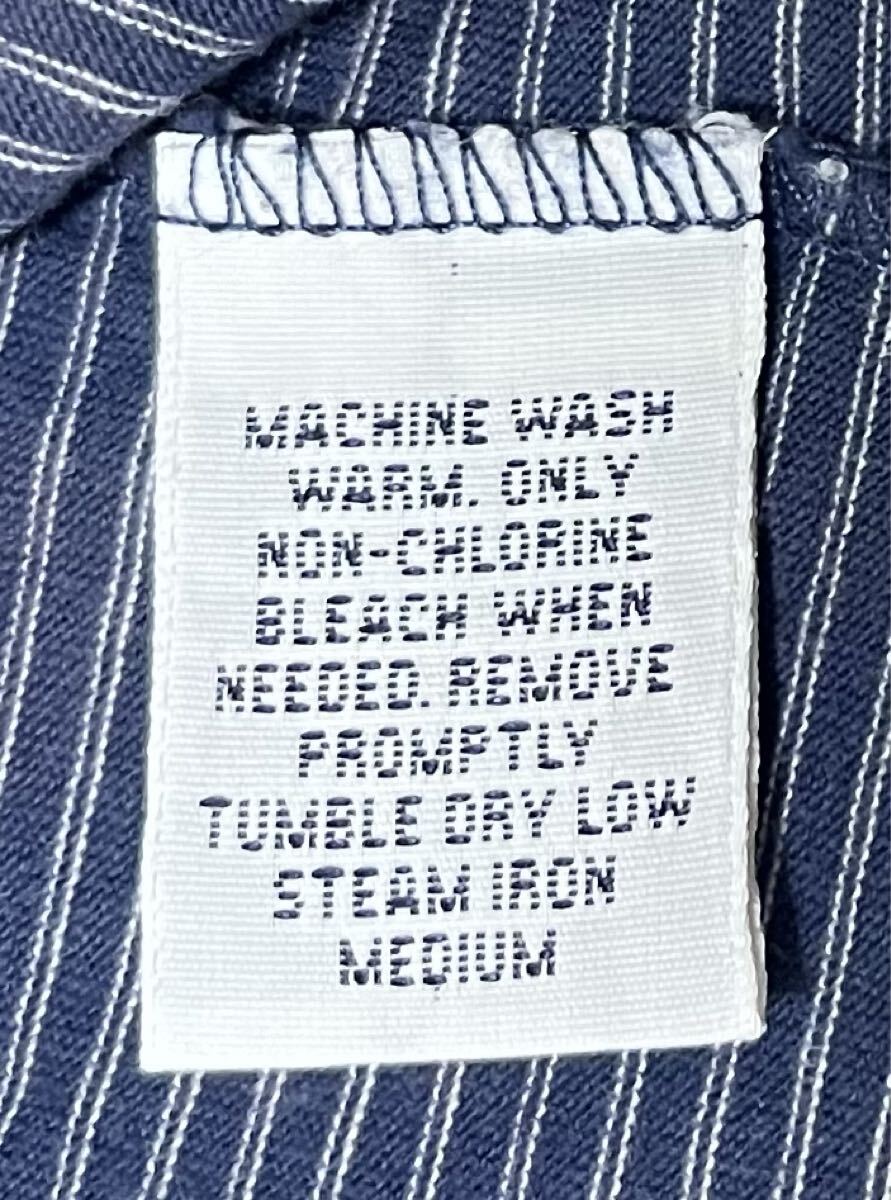 MACHINE WASH
WARM. ONLY
NON-CHLORINE
BLEACH WHEN
NEEDED. REMOVE
PROMPTLY
TUMBLE DRY LOW
STEAM IRON
MEDIUM